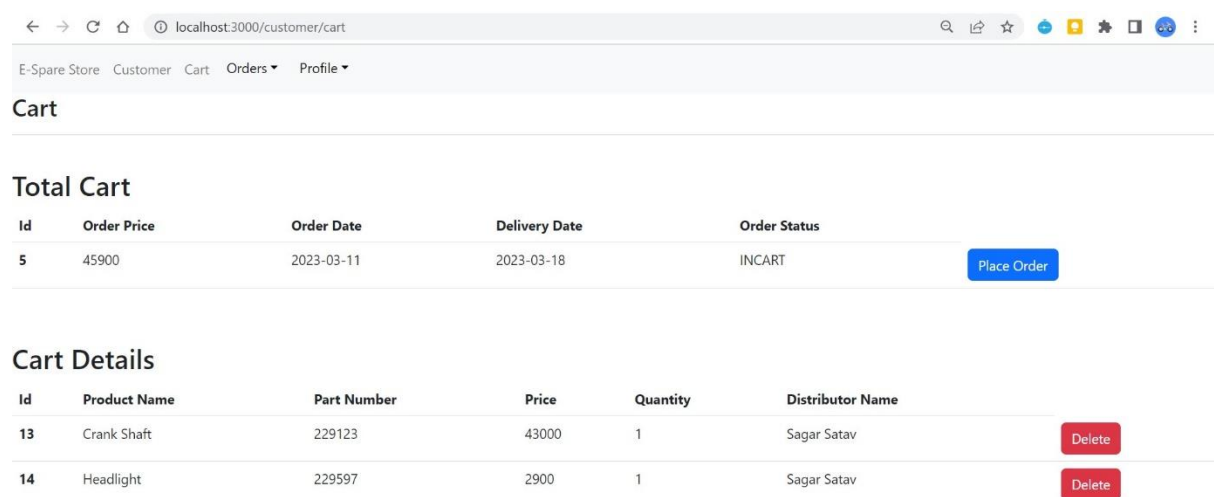 localhost:3000/customer/cart
E-Spare Store Customer Cart Orders Profile
Cart
Total Cart
Id Order Price Order Date Delivery Date Order Status
5 45900 2023-03-11 2023-03-18 INCART Place Order
Cart Details
Id Product Name Part Number Price Quantity Distributor Name
13 Crank Shaft 229123 43000 1 Sagar Satav Delete
14 Headlight 229597 2900 1 Sagar Satav Delete